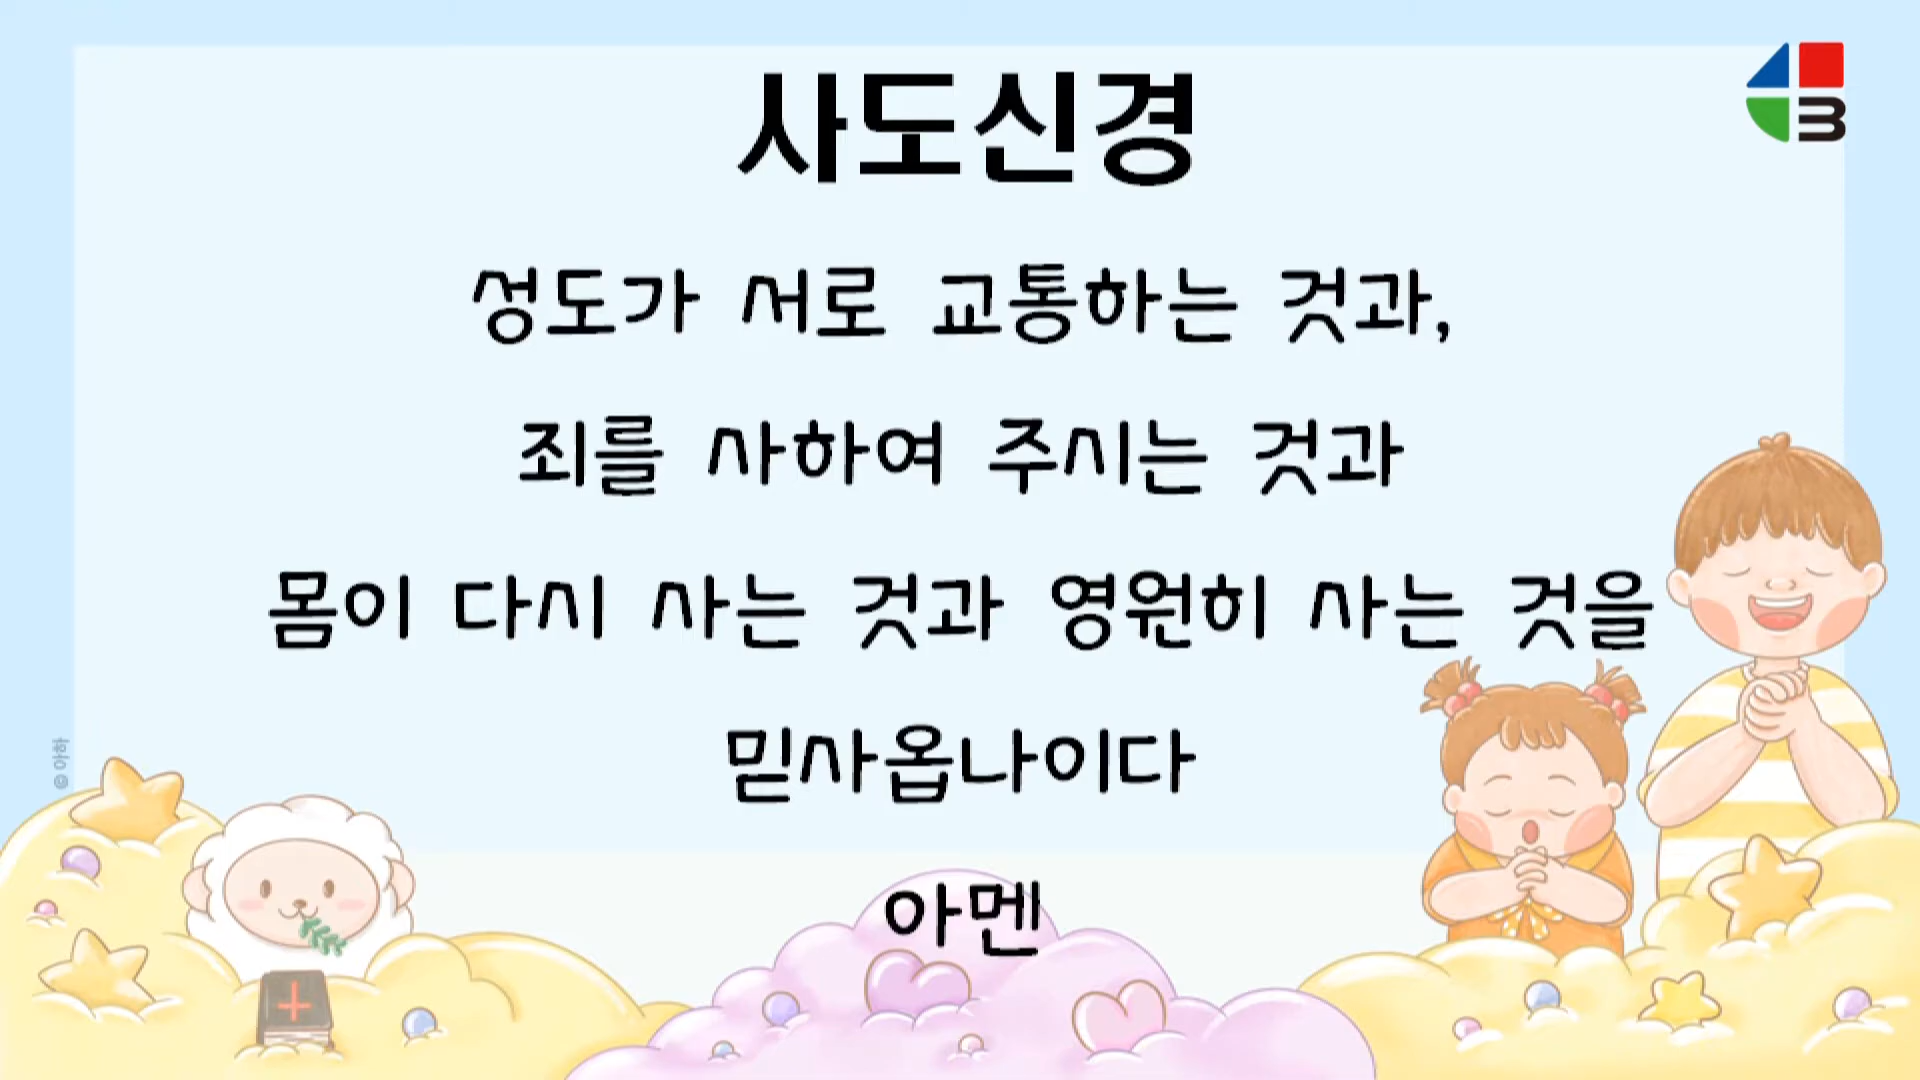 사도신경
성도가 서로 교통하는 것과,
죄를 사하여 주시는 것과
몸이 다시 사는 것과 영원히 사는 것을
믿사옵나이다
아멘
© 아하